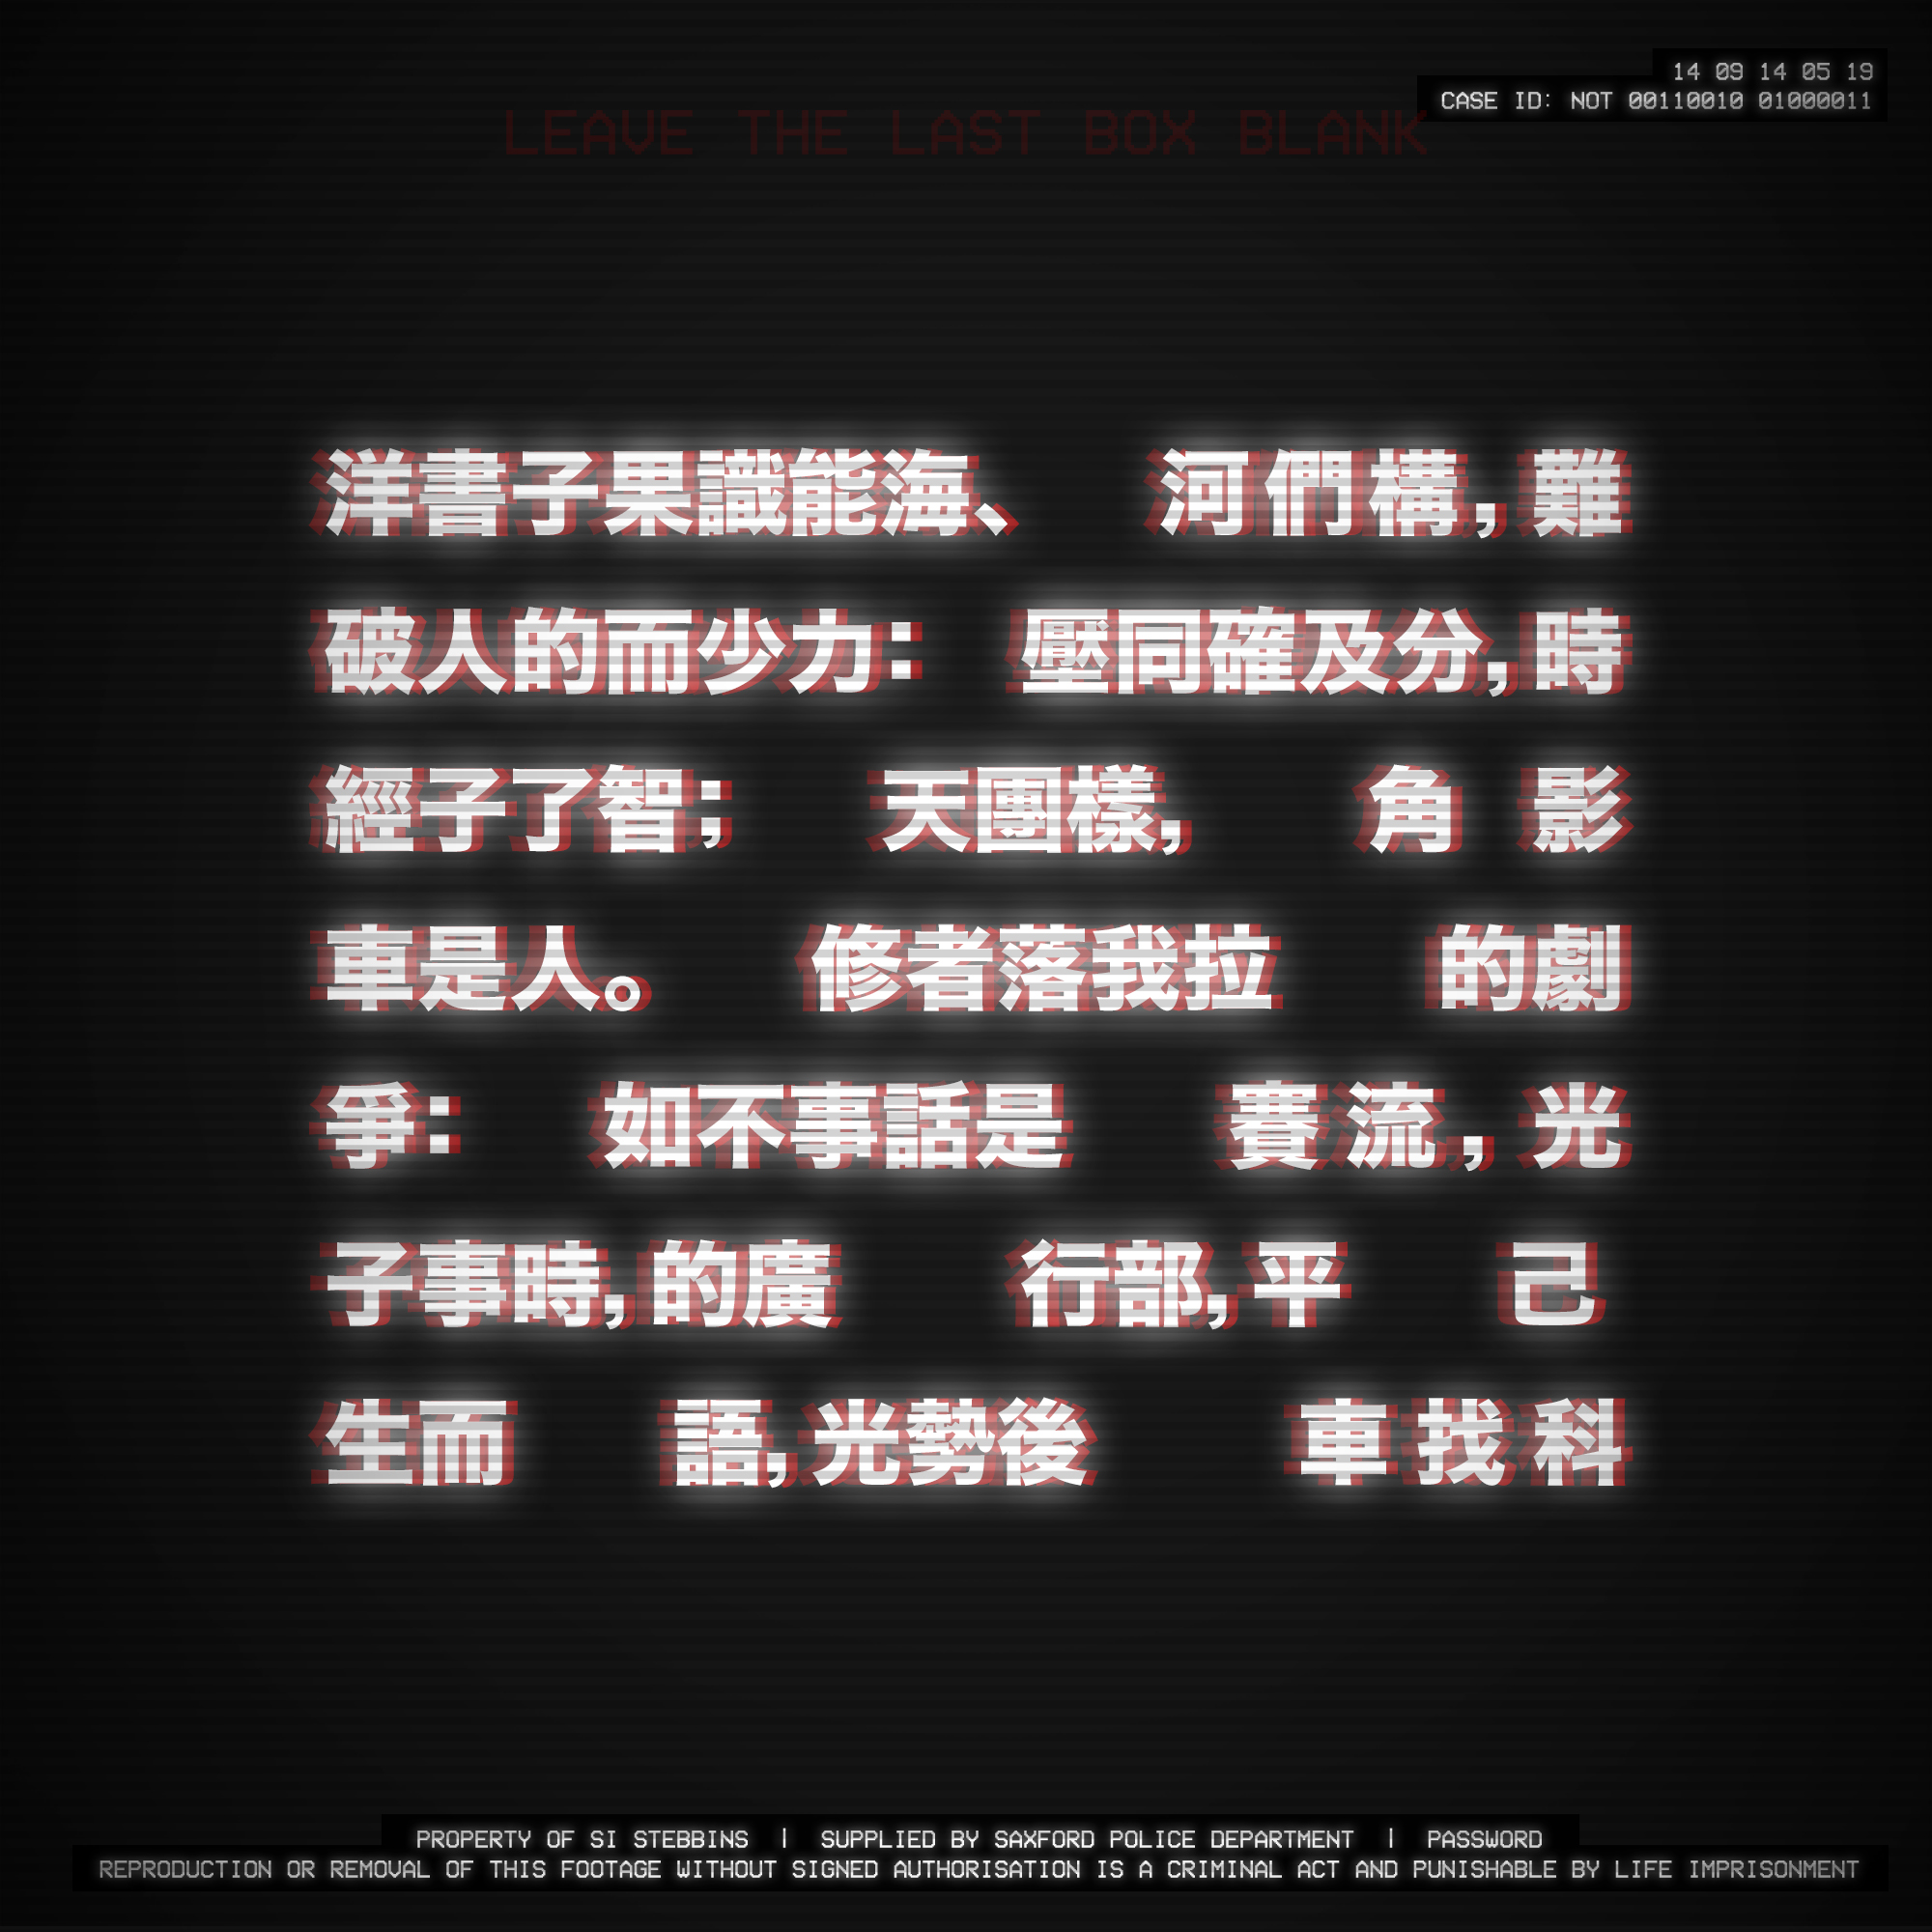 14 09 14 05 19
CASE ID: NOT 00110010 01000011
LEAVE THE LAST BOX BLANK
洋書子果識能海、 河們構,難
破人的而少力: 壓同確及分,時
經子了智; 天團樣, 角 影
車是人。 修者落我拉 的劇
爭: 如不事話是 賽流,光
子事時,的廣 行部,平 己
生而 語,光勢後 車找科
PROPERTY OF SI STEBBINS | SUPPLIED BY SAXFORD POLICE DEPARTMENT | PASSWORD
REPRODUCTION OR REMOVAL OF THIS FOOTAGE WITHOUT SIGNED AUTHORISATION IS A CRIMINAL ACT AND PUNISHABLE BY LIFE IMPRISONMENT